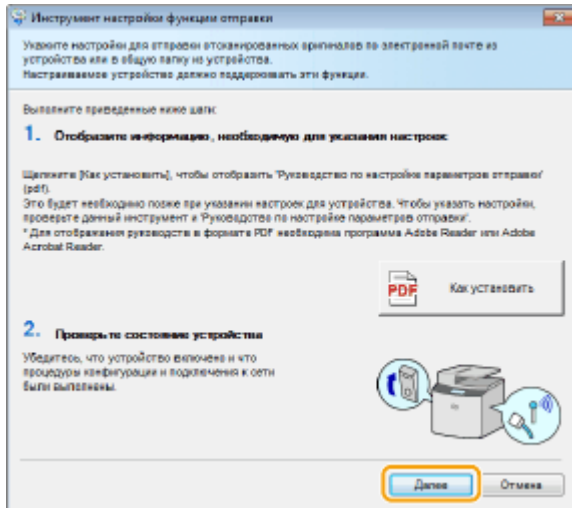 Инструмент настройки функции отправки
Укажите настройки для отправки отсканированных оригиналов по электронной почте из
устройства или в общую папку из устройства.
Настраиваемое устройство должно поддерживать эти функции.
Выполните приведенные ниже шаги:
1. Отобразите информацию, необходимую для указания настроек
Щелкните [Как установить], чтобы отобразить 'Руководство по настройке параметров отправки'
(pdf).
Это будет необходимо позже при указании настроек для устройства. Чтобы указать настройки,
проверьте данный инструмент и 'Руководство по настройке параметров отправки'.
* Для отображения руководств в формате PDF необходима программа Adobe Reader или Adobe
Acrobat Reader.
PDF Как установить
2. Проверьте состояние устройства
Убедитесь, что устройство включено и что
процедуры конфигурации и подключения к сети
были выполнены.
Далее Отмена